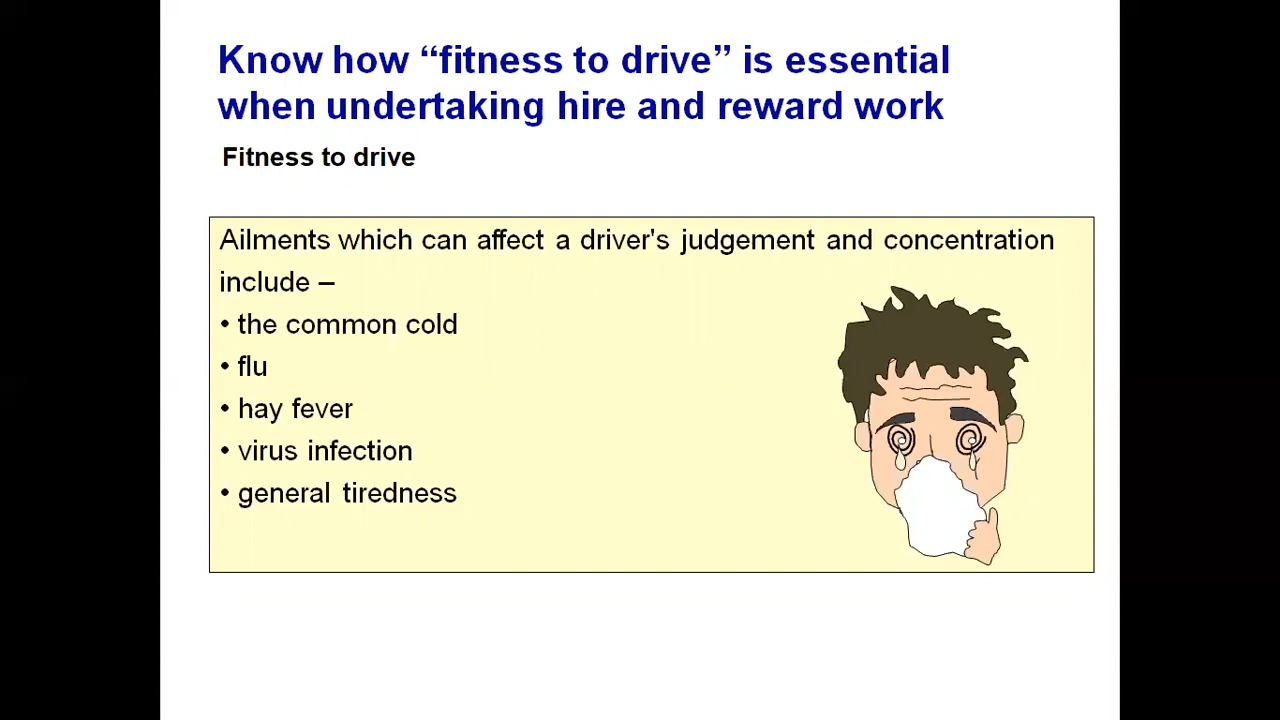 Know how “fitness to drive” is essential
when undertaking hire and reward work
Fitness to drive
Ailments which can affect a driver's judgement and concentration
include –
• the common cold
• flu
• hay fever
• virus infection
• general tiredness